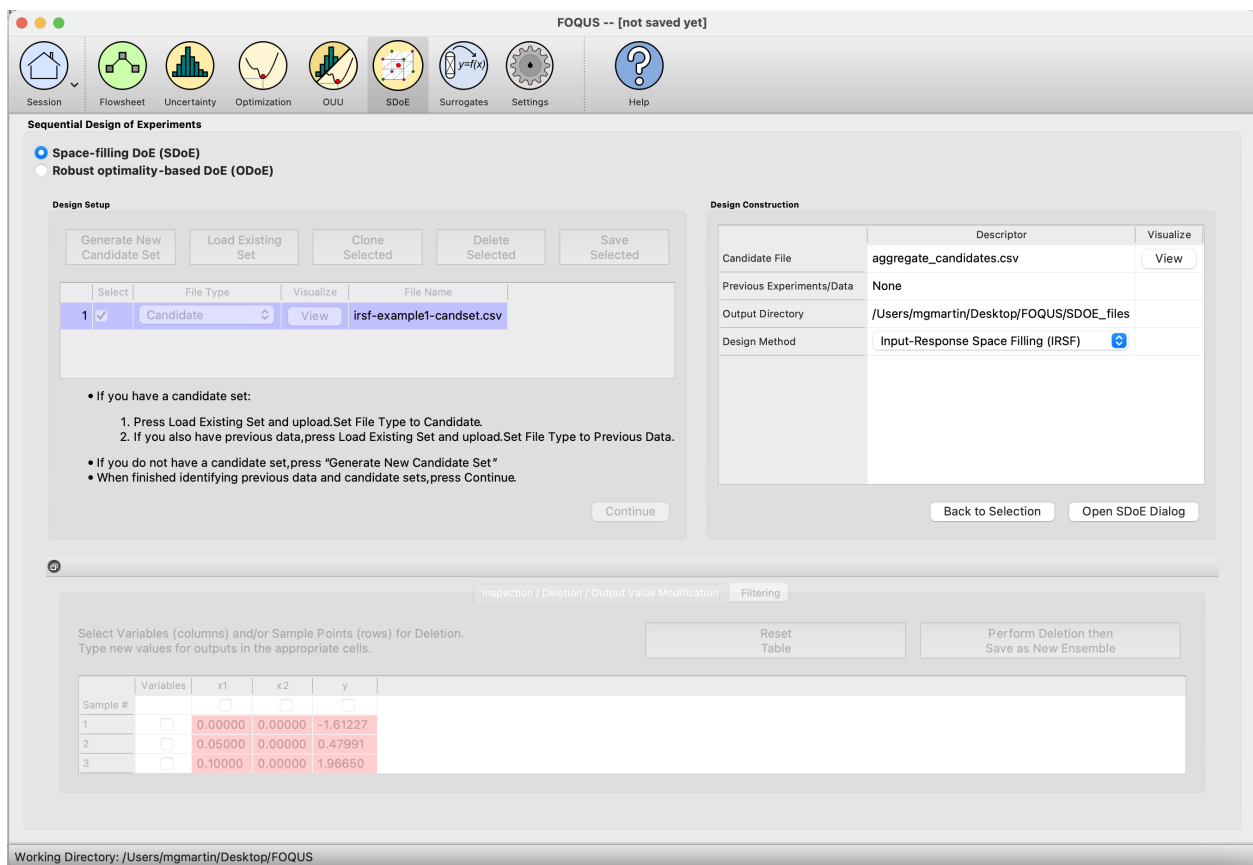 FOQUS -- [not saved yet]
y=f(x)
Session Flowsheet Uncertainty Optimization OUU SDoE Surrogates Settings Help
Sequential Design of Experiments
Space-filling DoE (SDoE)
Robust optimality-based DoE (ODoE)
Design Setup
Generate New Candidate Set
Load Existing Set
Clone Selected
Delete Selected
Save Selected
Select File Type Visualize File Name
1 Candidate View irsf-example1-candset.csv
• If you have a candidate set:
1. Press Load Existing Set and upload.Set File Type to Candidate.
2. If you also have previous data,press Load Existing Set and upload.Set File Type to Previous Data.
• If you do not have a candidate set,press “Generate New Candidate Set”
• When finished identifying previous data and candidate sets,press Continue.
Continue
Design Construction
Descriptor Visualize
Candidate File aggregate_candidates.csv View
Previous Experiments/Data None
Output Directory /Users/mgmartin/Desktop/FOQUS/SDOE_files
Design Method Input-Response Space Filling (IRSF)
Back to Selection Open SDoE Dialog
Inspection / Deletion / Output Value Modification Filtering
Select Variables (columns) and/or Sample Points (rows) for Deletion.
Type new values for outputs in the appropriate cells.
Reset Table
Perform Deletion then Save as New Ensemble
Variables x1 x2 y
Sample #
1 0.00000 0.00000 -1.61227
2 0.05000 0.00000 0.47991
3 0.10000 0.00000 1.96650
Working Directory: /Users/mgmartin/Desktop/FOQUS